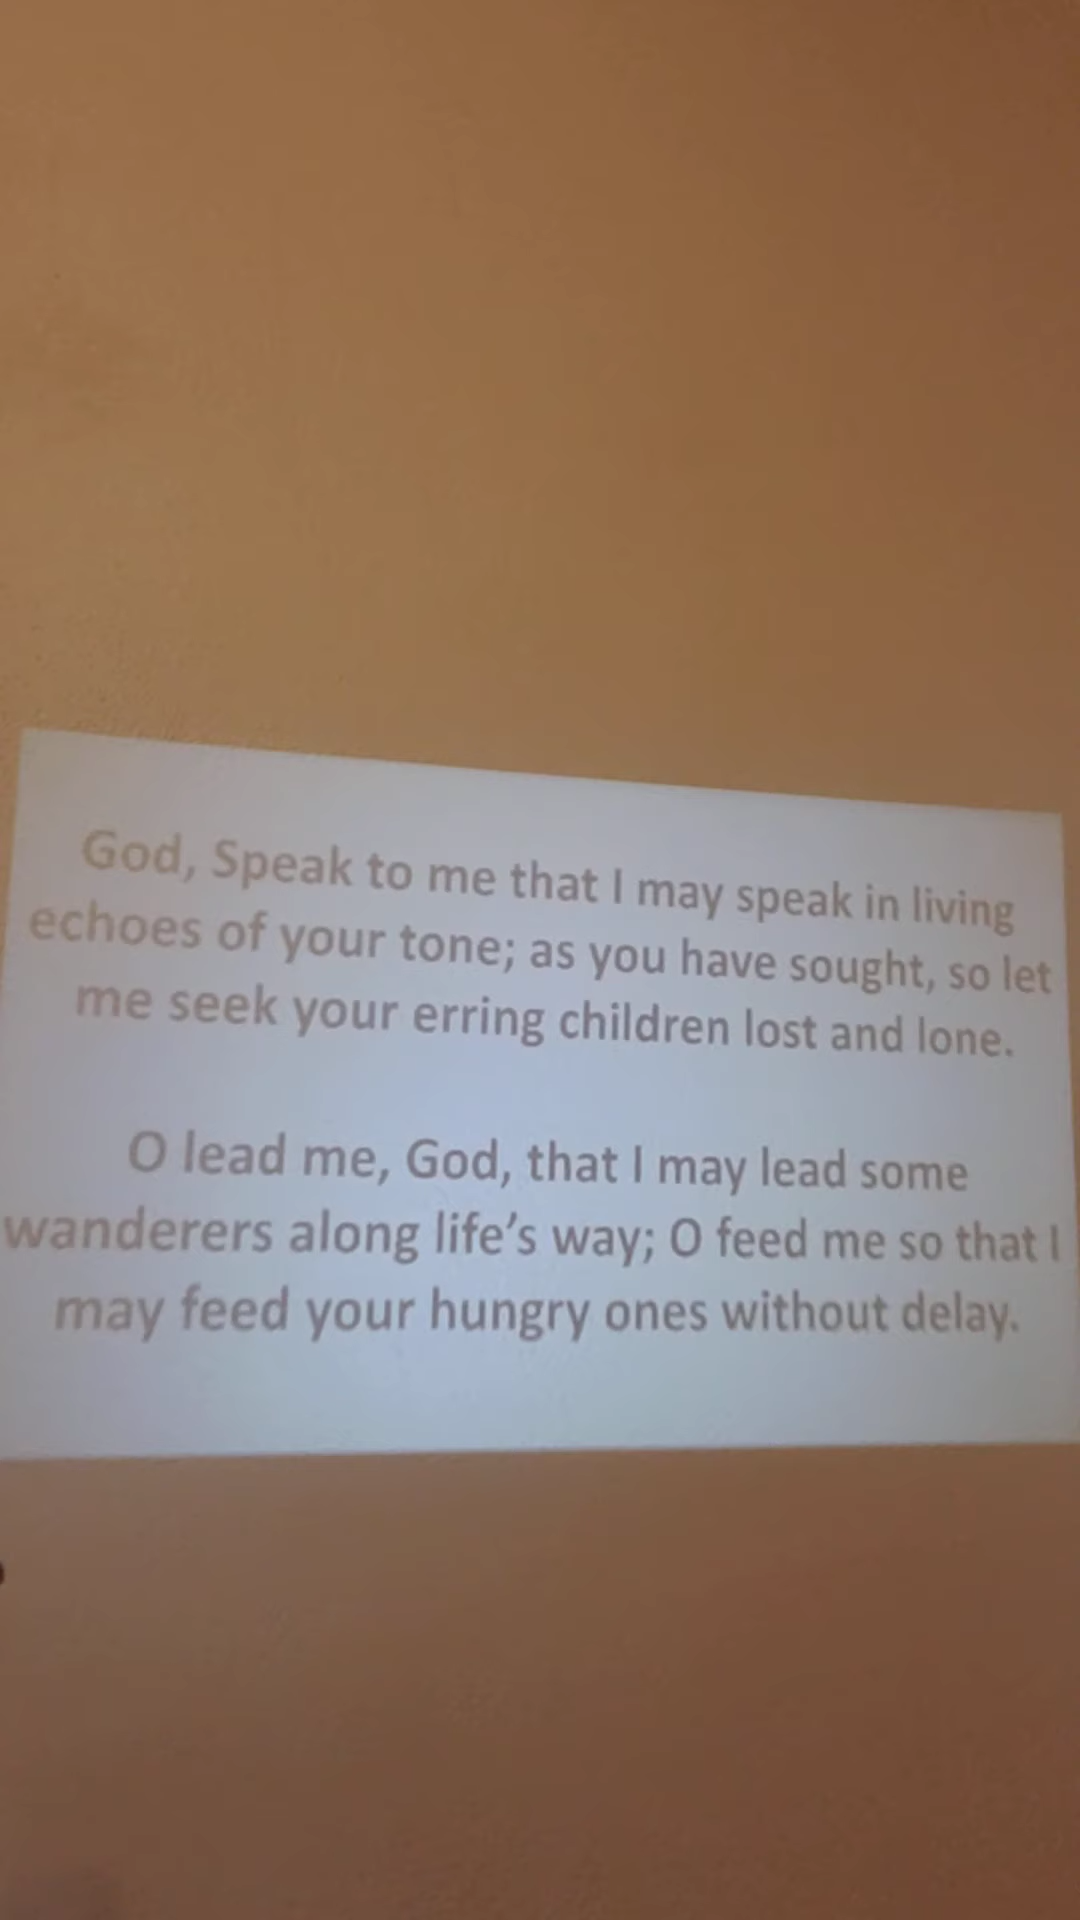 God, Speak to me that I may speak in living
echoes of your tone; as you have sought, so let
me seek your erring children lost and lone.
O lead me, God, that I may lead some
wanderers along life's way; O feed me so that I
may feed your hungry ones without delay.